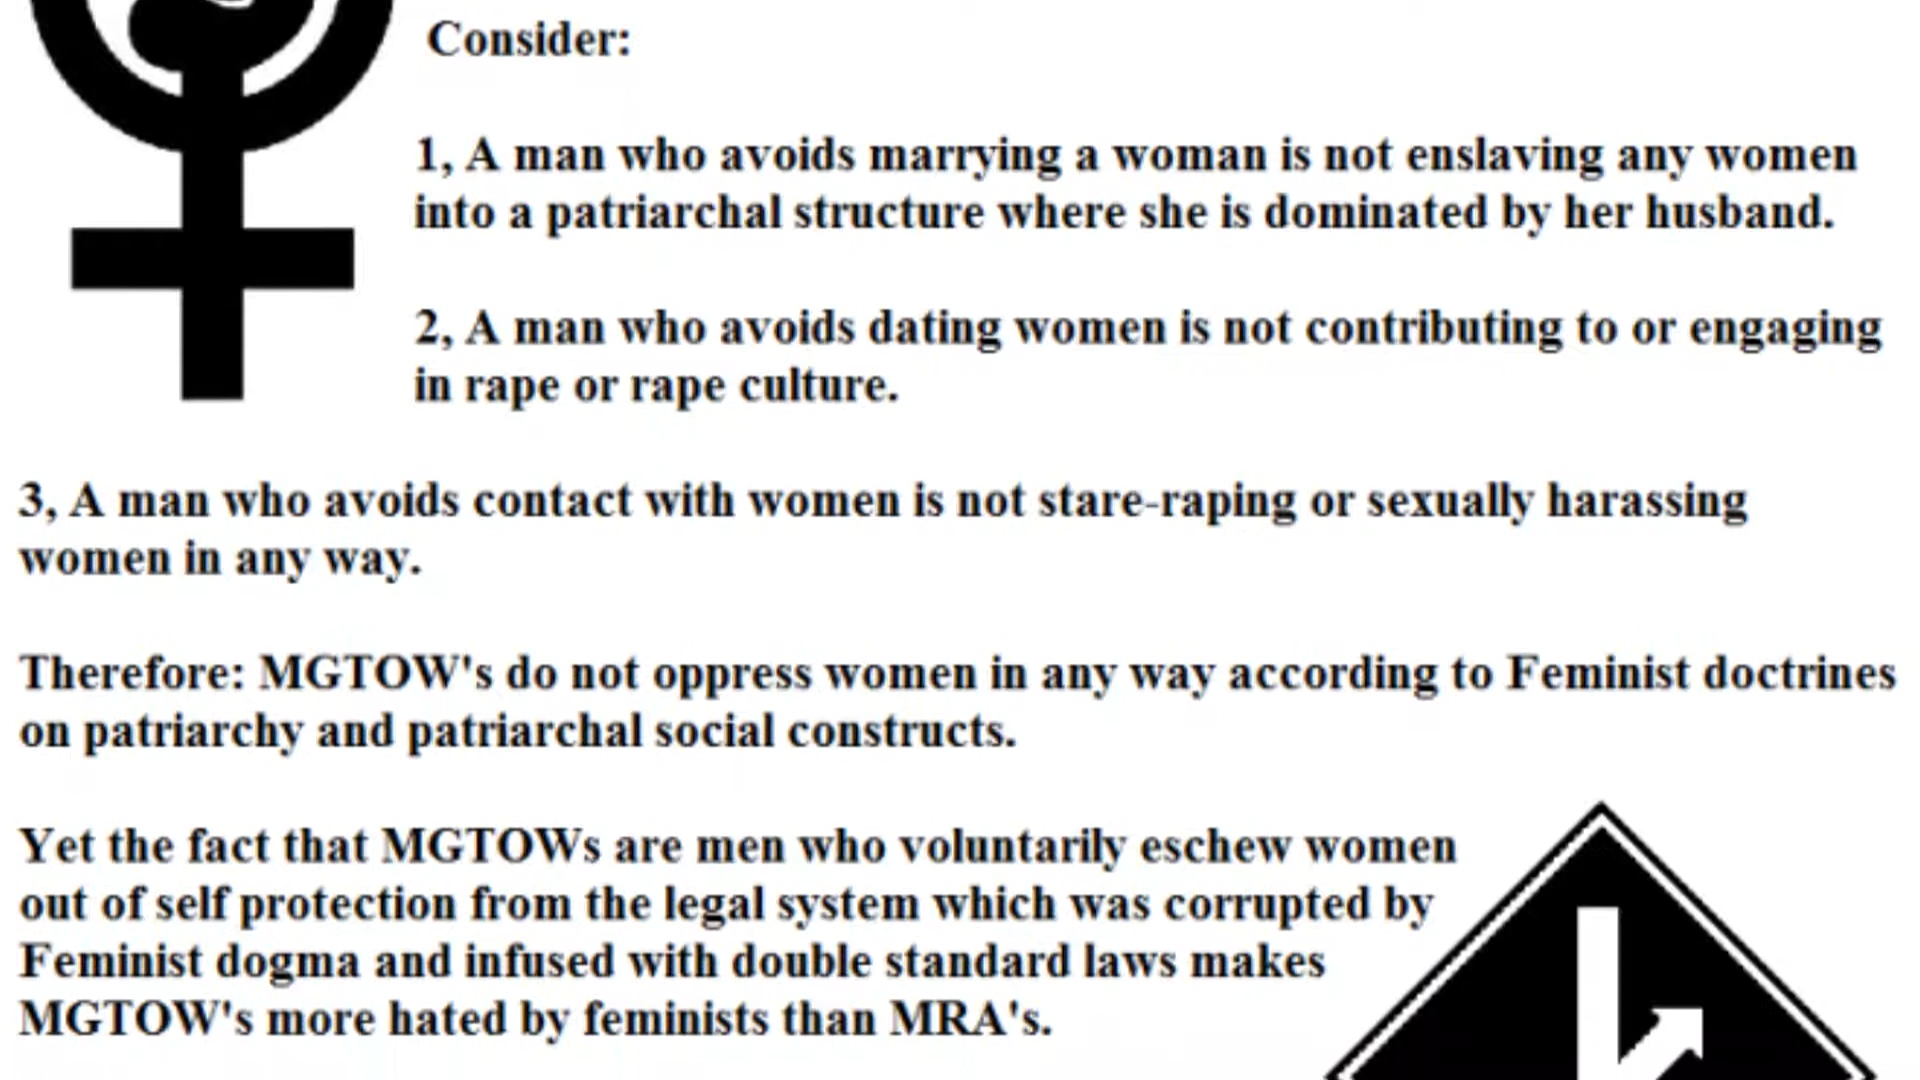 Consider:
1, A man who avoids marrying a woman is not enslaving any women
into a patriarchal structure where she is dominated by her husband.
2, A man who avoids dating women is not contributing to or engaging
in rape or rape culture.
3, A man who avoids contact with women is not stare-raping or sexually harassing
women in any way.
Therefore: MGTOW's do not oppress women in any way according to Feminist doctrines
on patriarchy and patriarchal social constructs.
Yet the fact that MGTOWs are men who voluntarily eschew women
out of self protection from the legal system which was corrupted by
Feminist dogma and infused with double standard laws makes
MGTOW's more hated by feminists than MRA's.